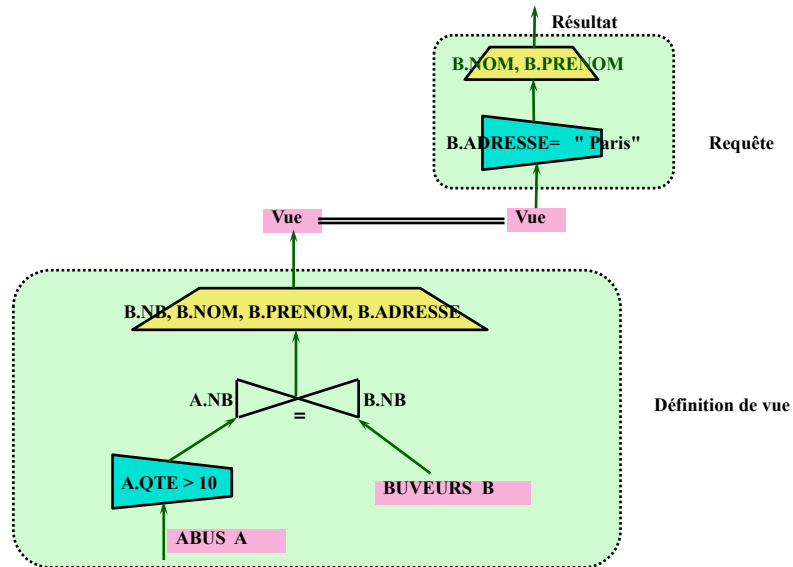 Résultat
B.NOM, B.PRENOM
B.ADRESSE= " Paris"
Requête
Vue
Vue
B.NB, B.NOM, B.PRENOM, B.ADRESSE
A.NB
B.NB
=
Définition de vue
A.QTE > 10
BUVEURS B
ABUS A